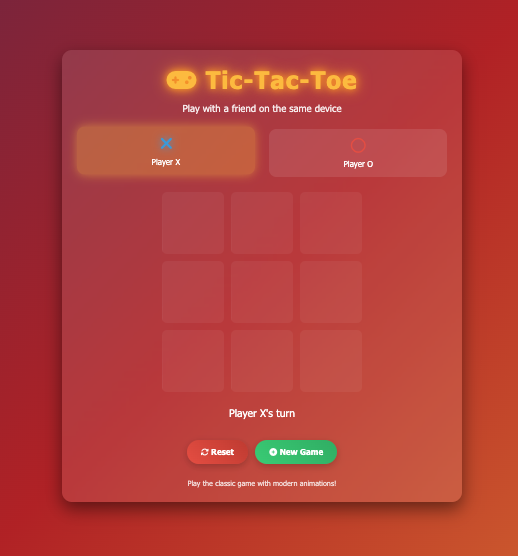 Tic-Tac-Toe
Play with a friend on the same device
Player X
Player O
Player X's turn
Reset
New Game
Play the classic game with modern animations!